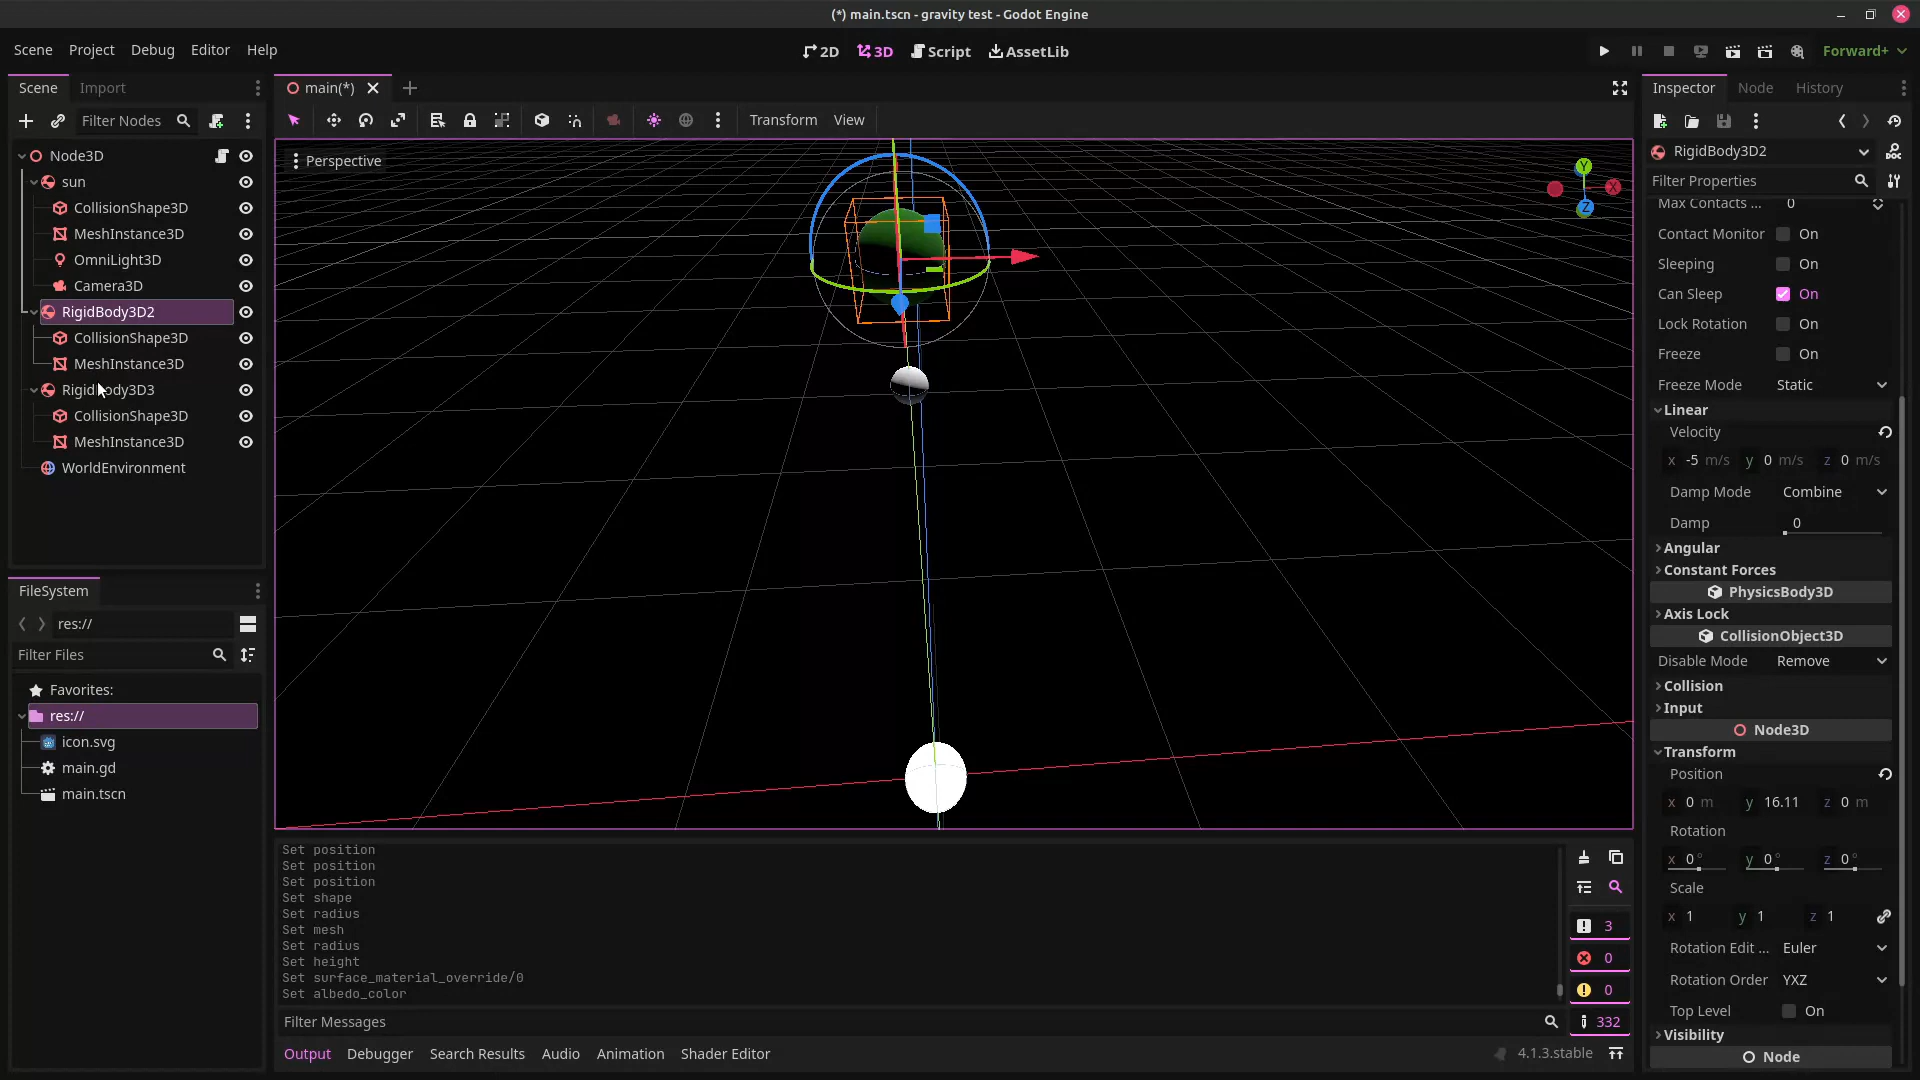 (*) main.tscn - gravity test - Godot Engine
Scene Project Debug Editor Help
2D 3D Script AssetLib
Forward+
Scene Import
main(*)
Inspector Node History
Filter Nodes
Transform View
Perspective
Node3D
sun
CollisionShape3D
MeshInstance3D
OmniLight3D
Camera3D
RigidBody3D2
CollisionShape3D
MeshInstance3D
RigidBody3D3
CollisionShape3D
MeshInstance3D
WorldEnvironment
FileSystem
res://
Filter Files
Favorites:
res://
icon.svg
main.gd
main.tscn
Y
X
Z
Set position
Set position
Set position
Set shape
Set radius
Set mesh
Set radius
Set height
Set surface_material_override/0
Set albedo_color
3
0
0
332
Filter Messages
Output Debugger Search Results Audio Animation Shader Editor
4.1.3.stable
RigidBody3D2
Filter Properties
Max Contacts ... 0
Contact Monitor On
Sleeping On
Can Sleep On
Lock Rotation On
Freeze On
Freeze Mode Static
Linear
Velocity
x -5 m/s y 0 m/s z 0 m/s
Damp Mode Combine
Damp 0
Angular
Constant Forces
PhysicsBody3D
Axis Lock
CollisionObject3D
Disable Mode Remove
Collision
Input
Node3D
Transform
Position
x 0 m y 16.11 z 0 m
Rotation
x 0° y 0° z 0°
Scale
x 1 y 1 z 1
Rotation Edit ... Euler
Rotation Order YXZ
Top Level On
Visibility
Node